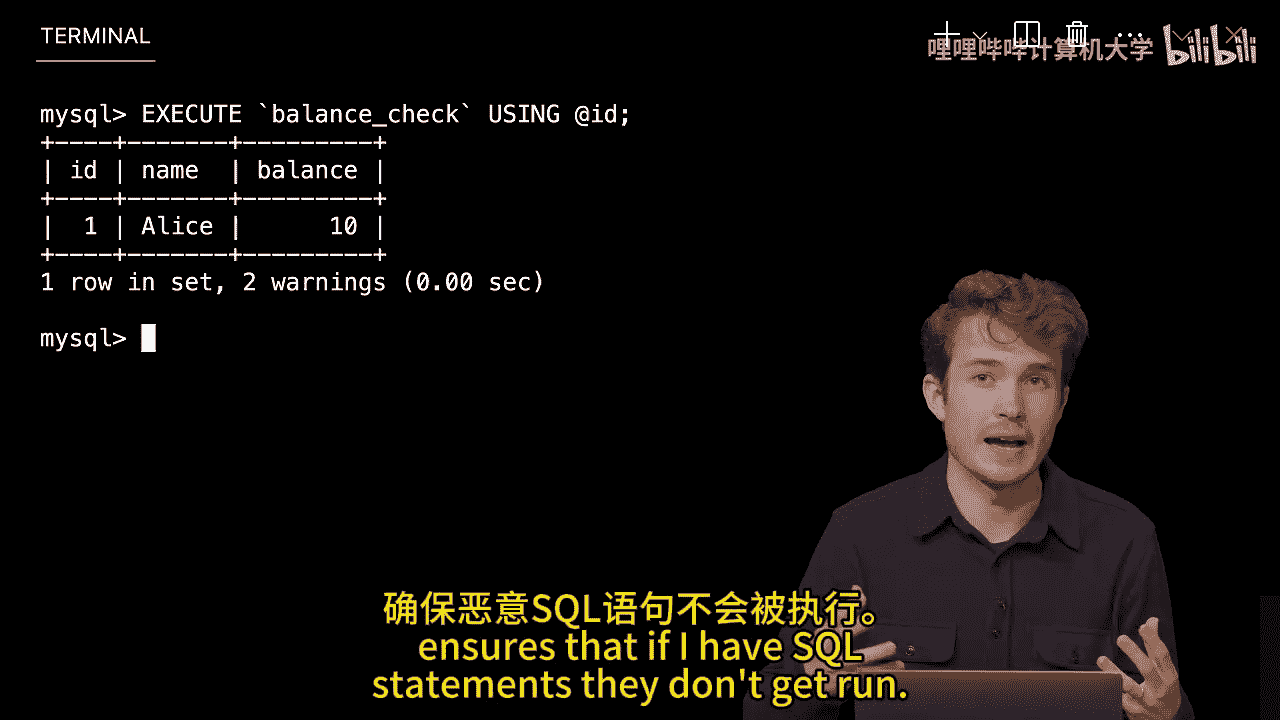 TERMINAL
哔哩哔哩计算机大学 bilibili
mysql> EXECUTE `balance_check` USING @id;
+----+-------+---------+
| id | name  | balance |
+----+-------+---------+
|  1 | Alice |      10 |
+----+-------+---------+
1 row in set, 2 warnings (0.00 sec)
mysql>
确保恶意SQL语句不会被执行。
ensures that if I have SQL
statements they don't get run.